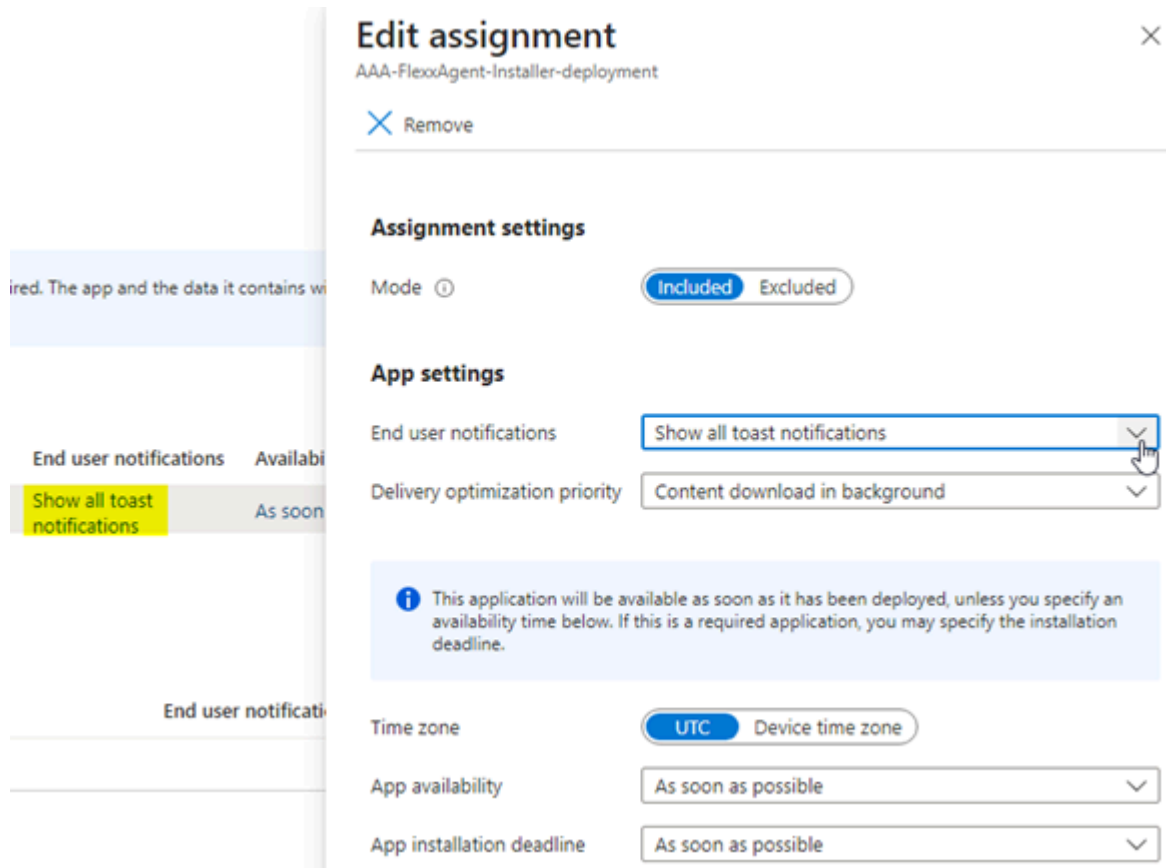 Edit assignment
AAA-FlexxAgent-Installer-deployment
Remove
Assignment settings
ired. The app and the data it contains wi
Mode
Included Excluded
App settings
End user notifications
Show all toast notifications
End user notifications Availabi
Delivery optimization priority
Content download in background
Show all toast
notifications
As soon
This application will be available as soon as it has been deployed, unless you specify an
availability time below. If this is a required application, you may specify the installation
deadline.
End user notificati
Time zone
UTC Device time zone
App availability
As soon as possible
App installation deadline
As soon as possible